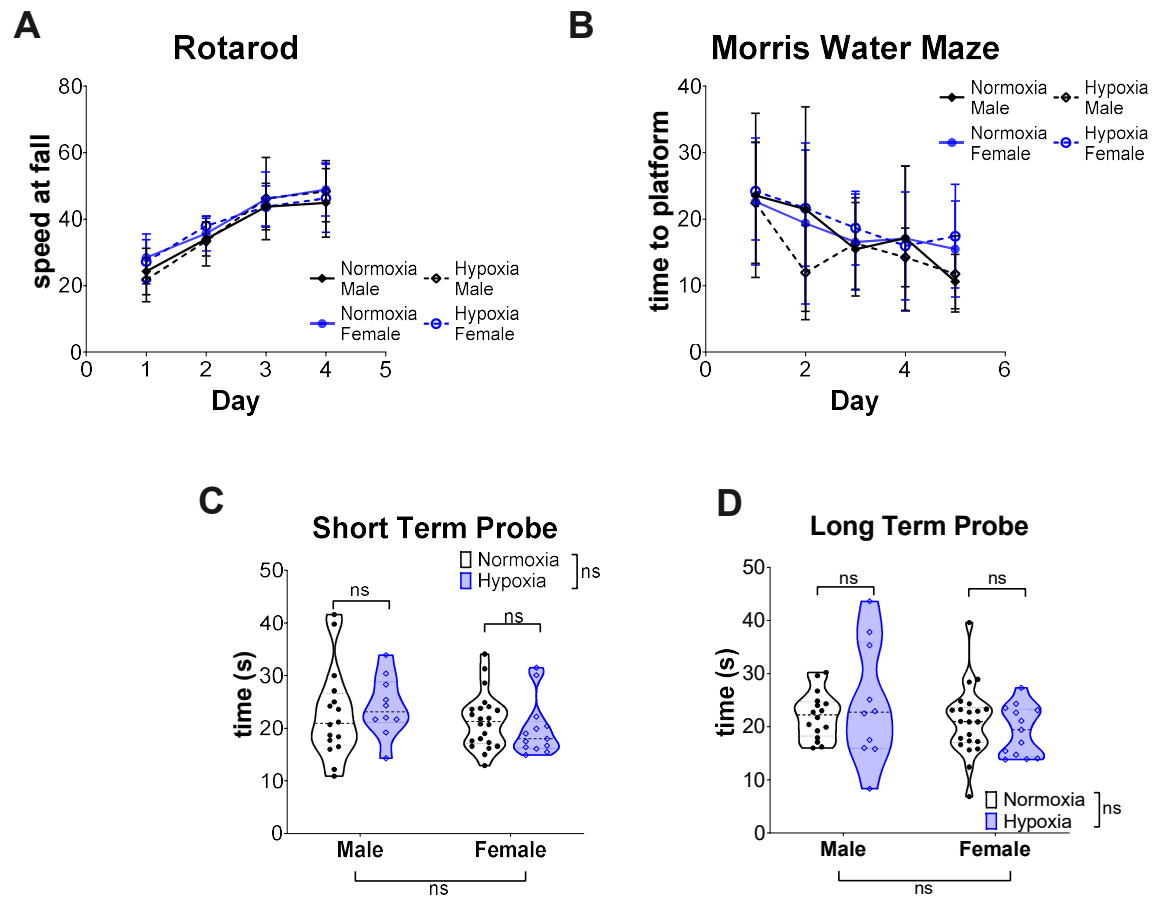 A
Rotarod
80
60
40
20
0
speed at fall
Normoxia Male
Hypoxia Male
Normoxia Female
Hypoxia Female
0 1 2 3 4 5
Day
B
Morris Water Maze
40
30
20
10
0
time to platform
Normoxia Male
Hypoxia Male
Normoxia Female
Hypoxia Female
0 2 4 6
Day
C
Short Term Probe
Normoxia
Hypoxia
ns
50
40
30
20
10
0
time (s)
ns
ns
Male Female
ns
D
Long Term Probe
50
40
30
20
10
0
time (s)
ns
ns
Normoxia
Hypoxia
ns
Male Female
ns